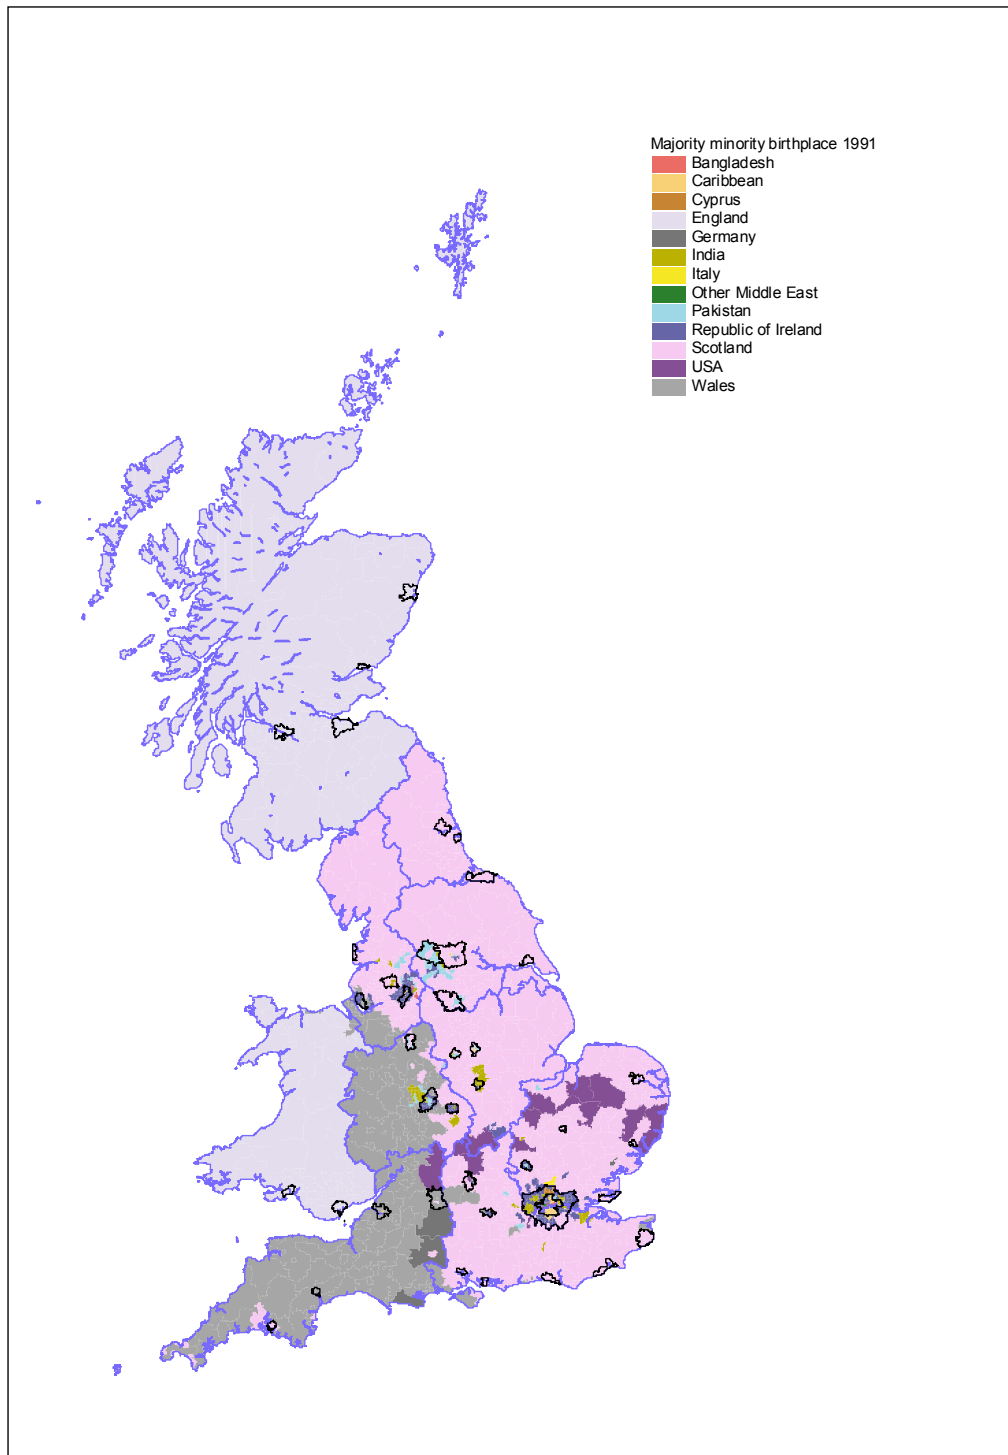 Majority minority birthplace 1991
Bangladesh
Caribbean
Cyprus
England
Germany
India
Italy
Other Middle East
Pakistan
Republic of Ireland
Scotland
USA
Wales